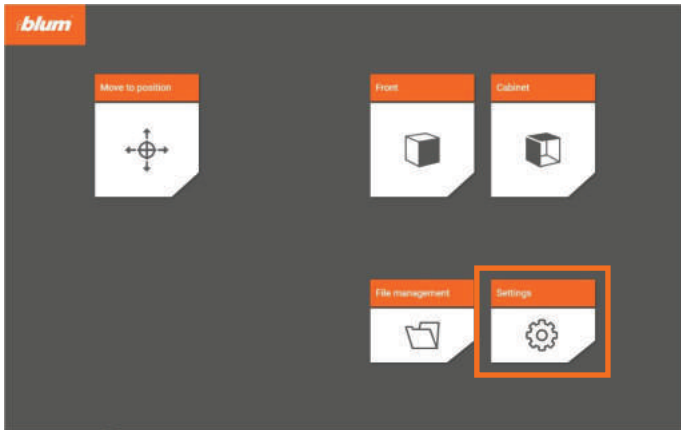 blum
Move to position
Front
Cabinet
File management
Settings